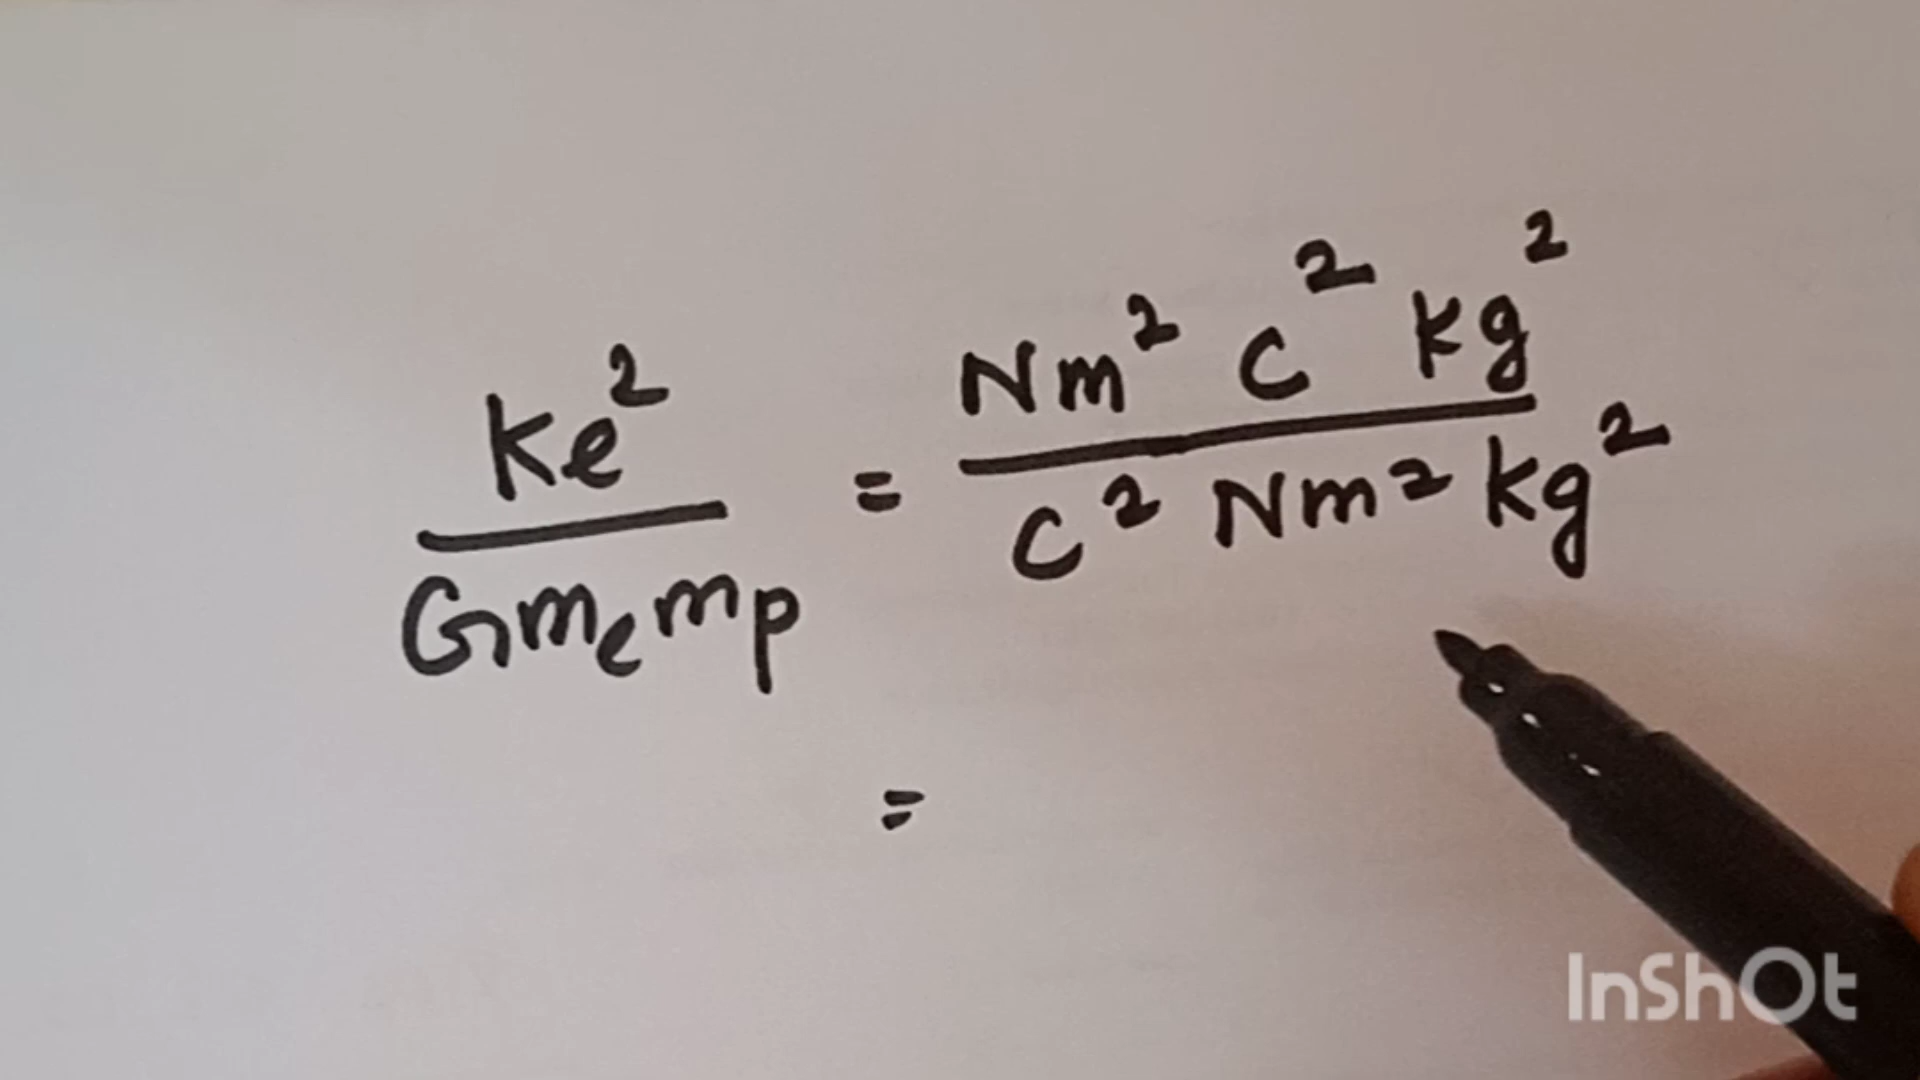 Ke² / Gmemp = Nm² C² kg² / C² Nm² kg²
=
InShOt